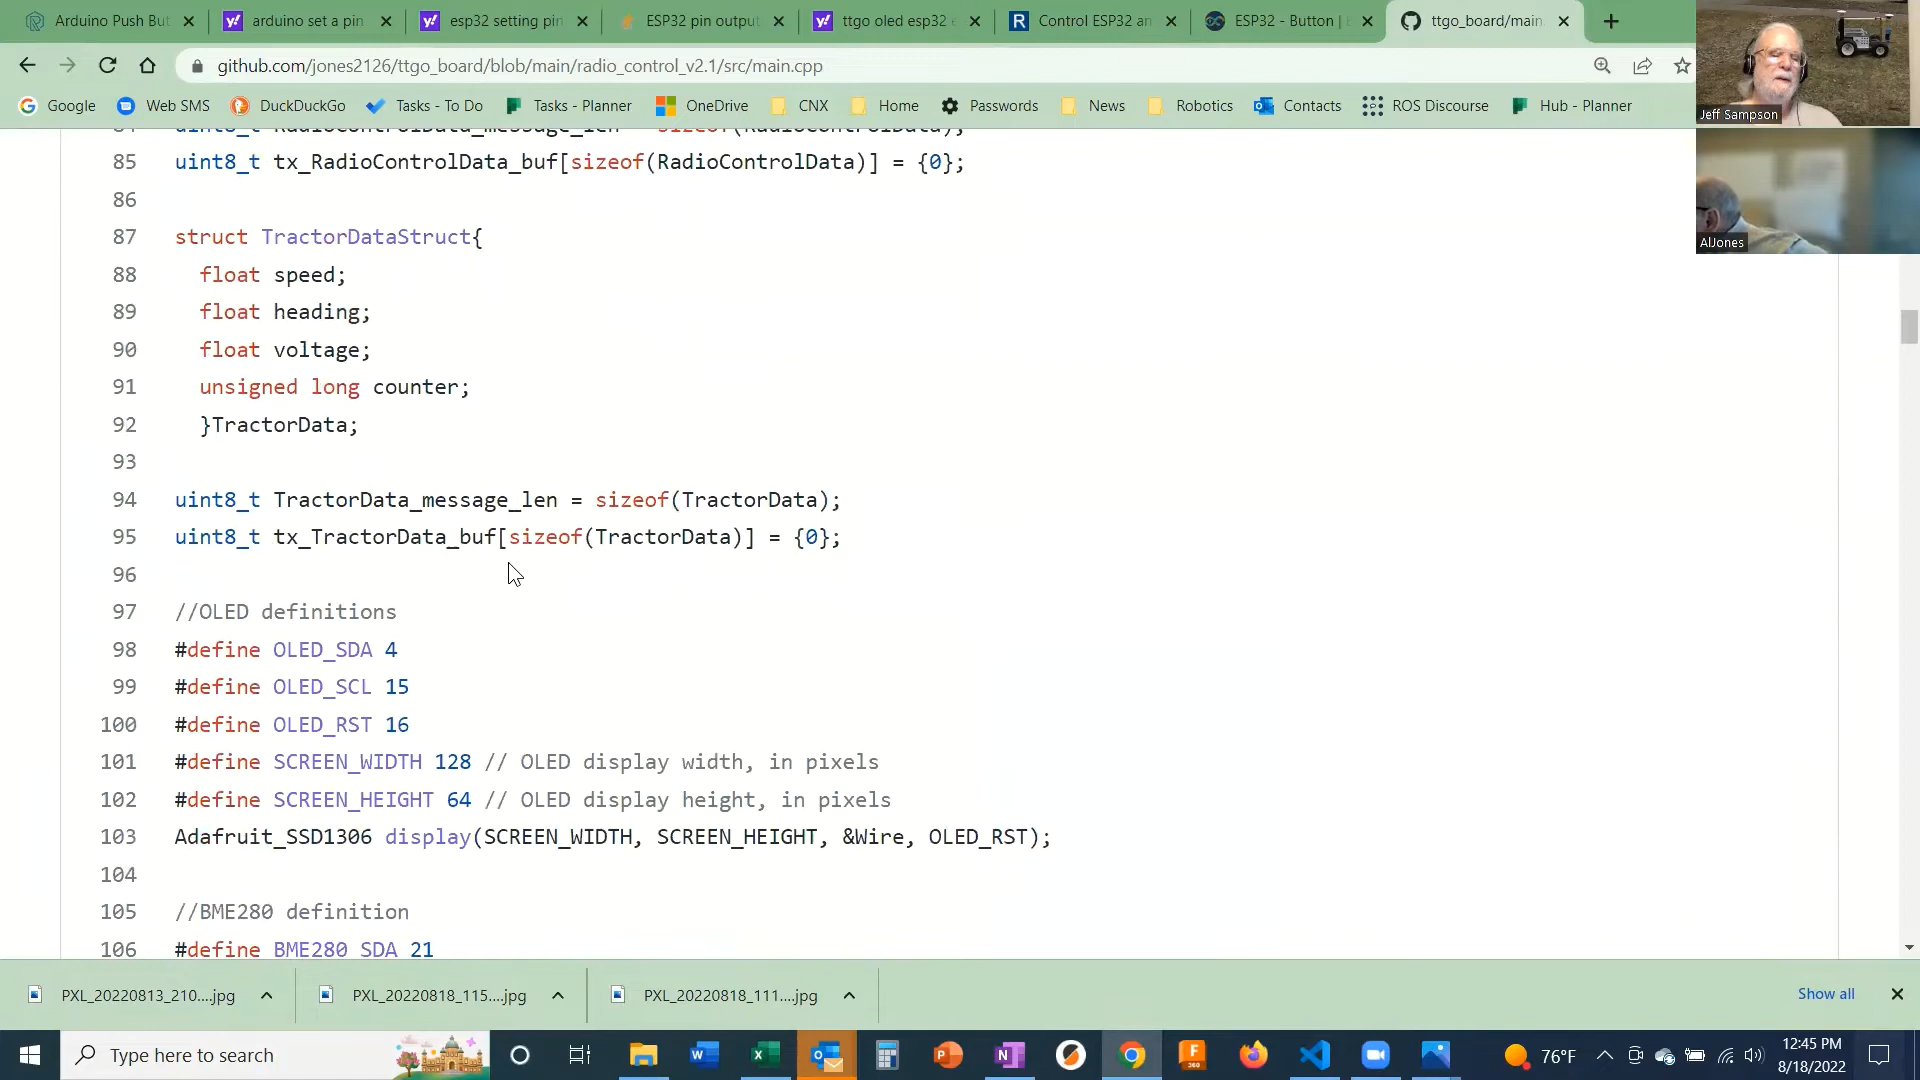 Arduino Push But
arduino set a pin
esp32 setting pin
ESP32 pin output
ttgo oled esp32
Control ESP32 an
ESP32 - Button |
ttgo_board/main.
github.com/jones2126/ttgo_board/blob/main/radio_control_v2.1/src/main.cpp
Google
Web SMS
DuckDuckGo
Tasks - To Do
Tasks - Planner
OneDrive
CNX
Home
Passwords
News
Robotics
Contacts
ROS Discourse
Hub - Planner
Jeff Sampson
AlJones
84 uint8_t RadioControlData_message_len = sizeof(RadioControlData);
85 uint8_t tx_RadioControlData_buf[sizeof(RadioControlData)] = {0};
86
87 struct TractorDataStruct{
88 float speed;
89 float heading;
90 float voltage;
91 unsigned long counter;
92 }TractorData;
93
94 uint8_t TractorData_message_len = sizeof(TractorData);
95 uint8_t tx_TractorData_buf[sizeof(TractorData)] = {0};
96
97 //OLED definitions
98 #define OLED_SDA 4
99 #define OLED_SCL 15
100 #define OLED_RST 16
101 #define SCREEN_WIDTH 128 // OLED display width, in pixels
102 #define SCREEN_HEIGHT 64 // OLED display height, in pixels
103 Adafruit_SSD1306 display(SCREEN_WIDTH, SCREEN_HEIGHT, &Wire, OLED_RST);
104
105 //BME280 definition
106 #define BME280_SDA 21
PXL_20220813_210....jpg
PXL_20220818_115....jpg
PXL_20220818_111....jpg
Show all
Type here to search
76°F
12:45 PM
8/18/2022